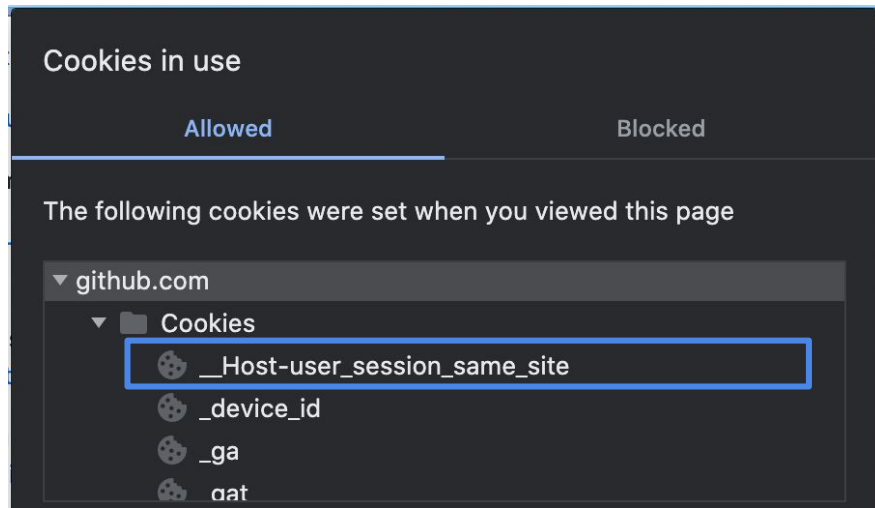 Cookies in use
Allowed Blocked
The following cookies were set when you viewed this page
github.com
Cookies
__Host-user_session_same_site
_device_id
_ga
_gat